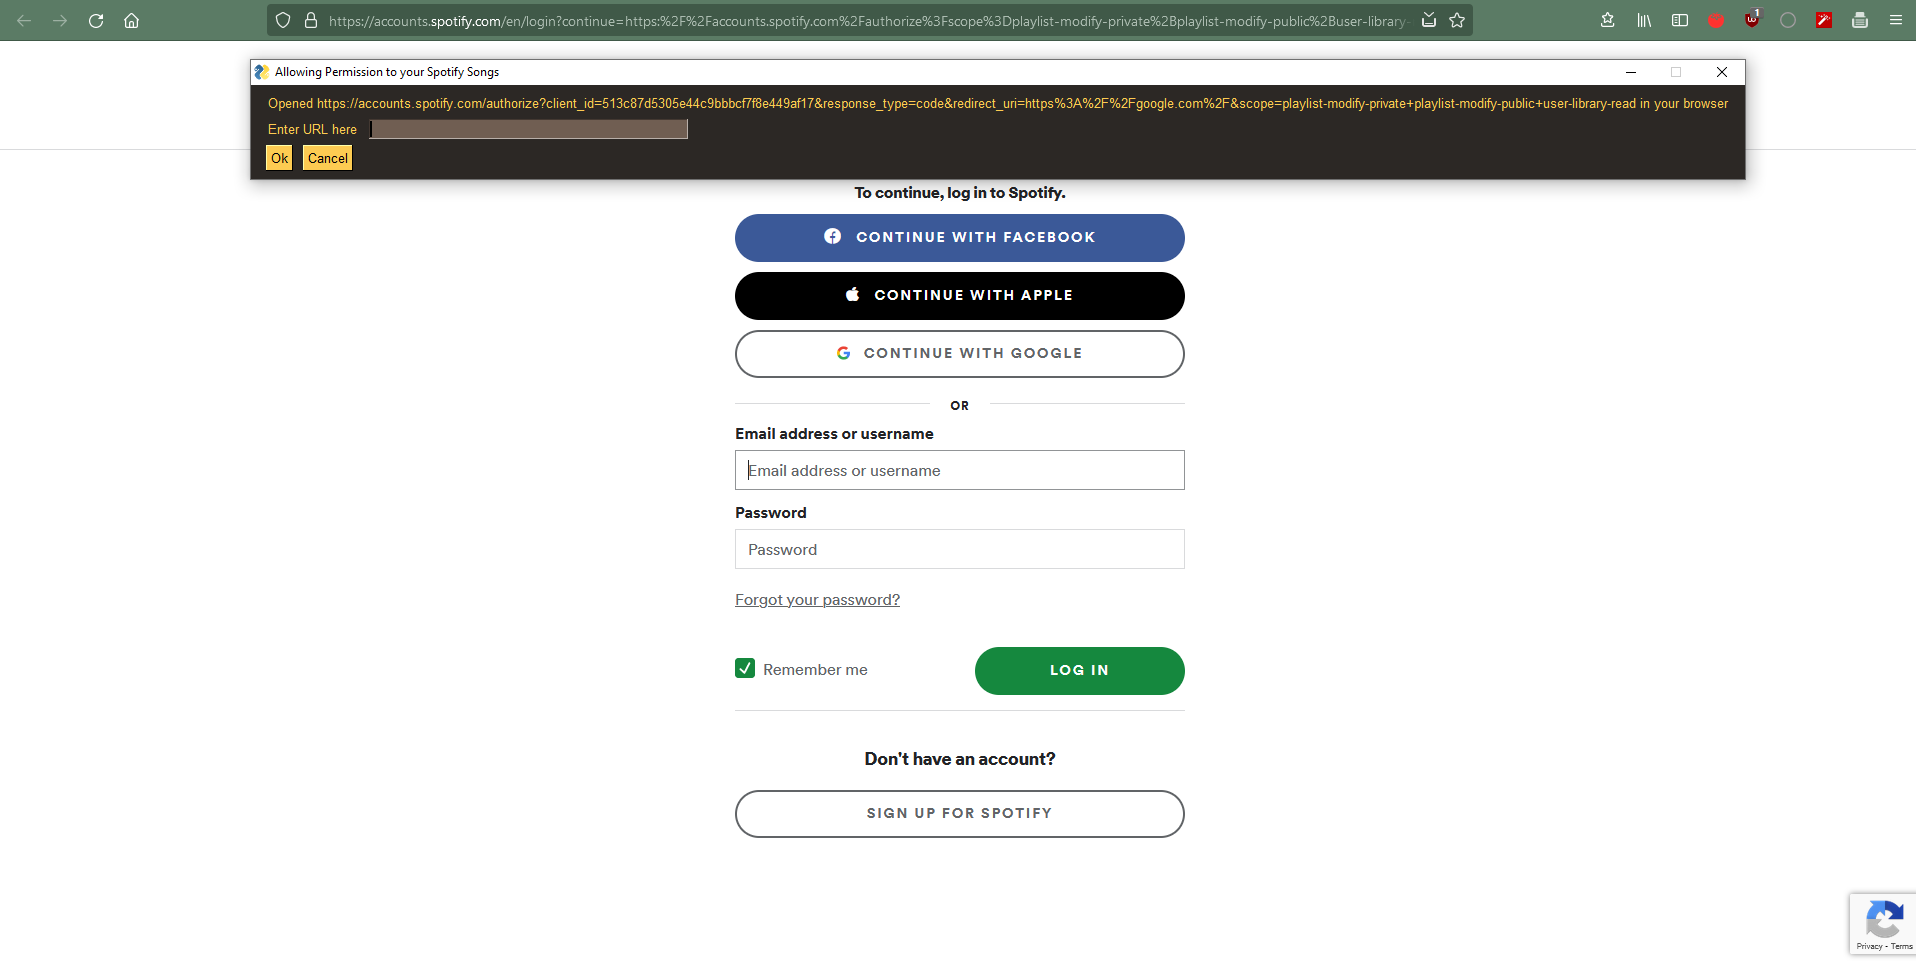 https://accounts.spotify.com/en/login?continue=https:%2F%2Faccounts.spotify.com%2Fauthorize%3Fscope%3Dplaylist-modify-private%2Bplaylist-modify-public%2Buser-library-
1
Allowing Permission to your Spotify Songs
Opened https://accounts.spotify.com/authorize?client_id=513c87d5305e44c9bbbcf7f8e449af17&response_type=code&redirect_uri=https%3A%2F%2Fgoogle.com%2F&scope=playlist-modify-private+playlist-modify-public+user-library-read in your browser
Enter URL here
Ok Cancel
To continue, log in to Spotify.
CONTINUE WITH FACEBOOK
CONTINUE WITH APPLE
CONTINUE WITH GOOGLE
OR
Email address or username
Email address or username
Password
Password
Forgot your password?
Remember me LOG IN
Don't have an account?
SIGN UP FOR SPOTIFY
Privacy - Terms